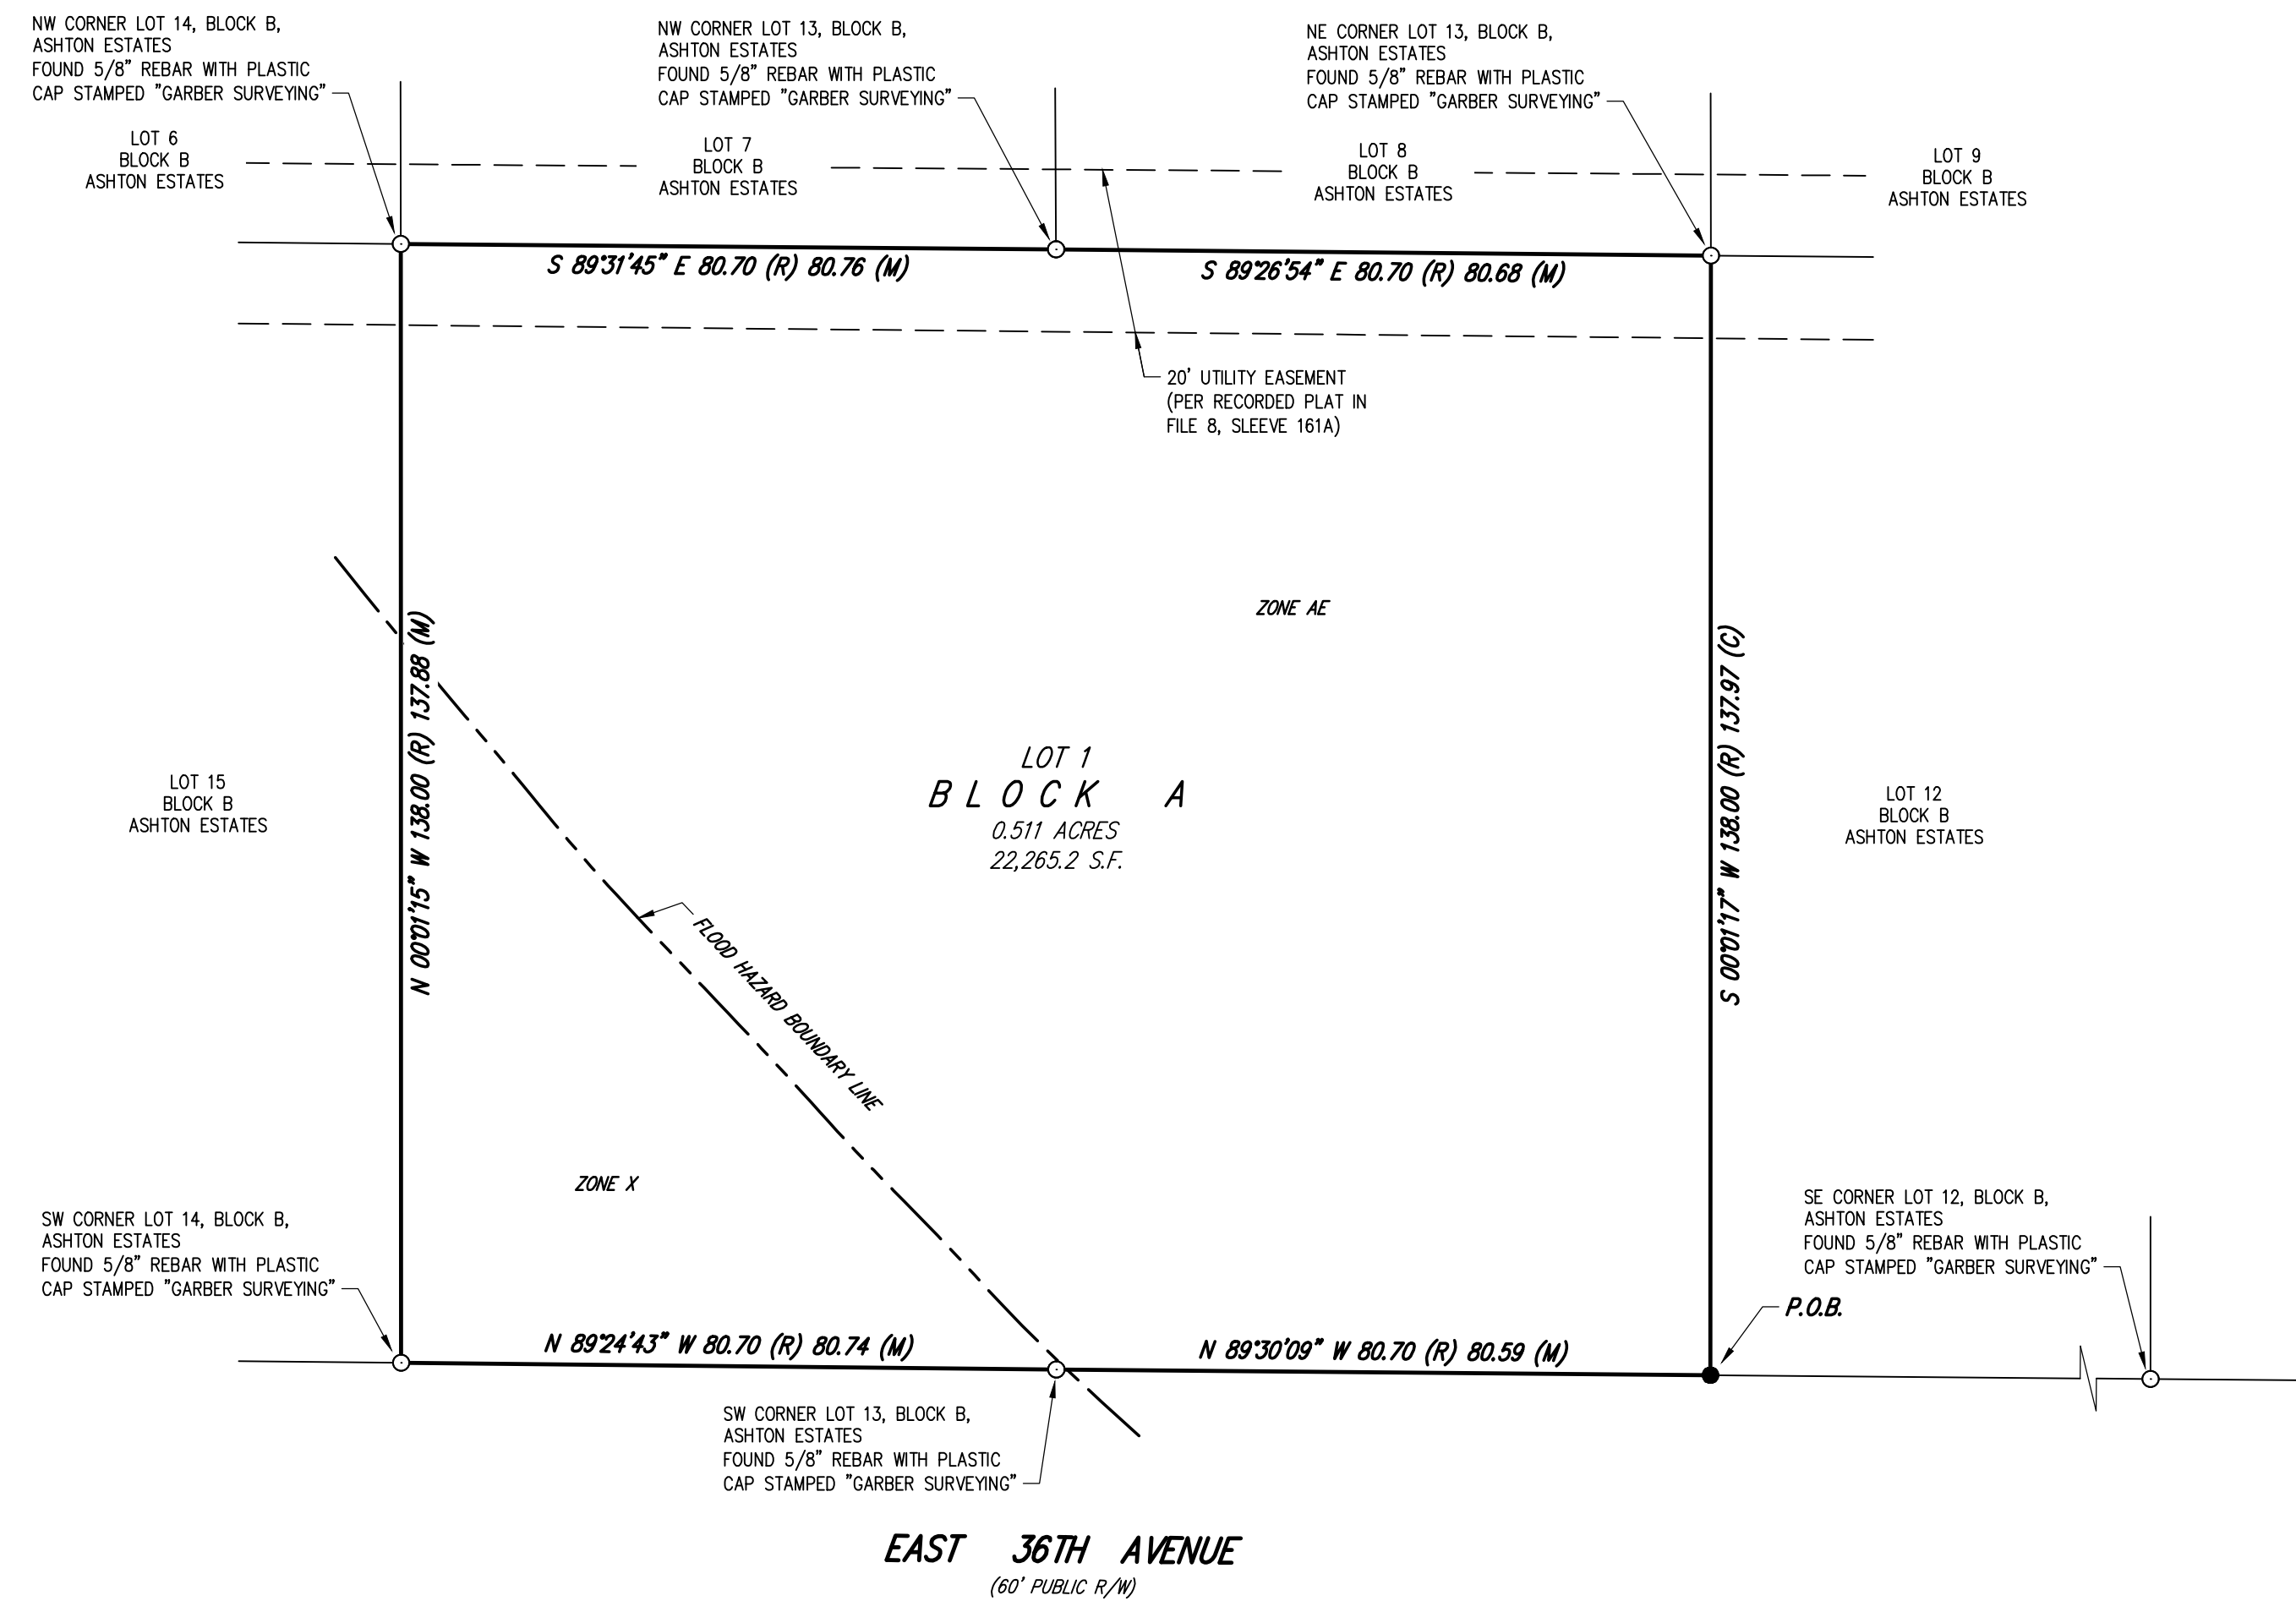 NW CORNER LOT 14, BLOCK B,
ASHTON ESTATES
FOUND 5/8" REBAR WITH PLASTIC
CAP STAMPED "GARBER SURVEYING"
NW CORNER LOT 13, BLOCK B,
ASHTON ESTATES
FOUND 5/8" REBAR WITH PLASTIC
CAP STAMPED "GARBER SURVEYING"
NE CORNER LOT 13, BLOCK B,
ASHTON ESTATES
FOUND 5/8" REBAR WITH PLASTIC
CAP STAMPED "GARBER SURVEYING"
LOT 6
BLOCK B
ASHTON ESTATES
LOT 7
BLOCK B
ASHTON ESTATES
LOT 8
BLOCK B
ASHTON ESTATES
LOT 9
BLOCK B
ASHTON ESTATES
S 89°31'45" E 80.70 (R) 80.76 (M)
S 89°26'54" E 80.70 (R) 80.68 (M)
20' UTILITY EASEMENT
(PER RECORDED PLAT IN
FILE 8, SLEEVE 161A)
ZONE AE
N 00°01'15" W 138.00 (R) 137.88 (M)
S 00°01'17" W 138.00 (R) 137.97 (C)
LOT 1
BLOCK A
0.511 ACRES
22,265.2 S.F.
LOT 15
BLOCK B
ASHTON ESTATES
LOT 12
BLOCK B
ASHTON ESTATES
FLOOD HAZARD BOUNDARY LINE
ZONE X
SW CORNER LOT 14, BLOCK B,
ASHTON ESTATES
FOUND 5/8" REBAR WITH PLASTIC
CAP STAMPED "GARBER SURVEYING"
SE CORNER LOT 12, BLOCK B,
ASHTON ESTATES
FOUND 5/8" REBAR WITH PLASTIC
CAP STAMPED "GARBER SURVEYING"
P.O.B.
N 89°24'43" W 80.70 (R) 80.74 (M)
N 89°30'09" W 80.70 (R) 80.59 (M)
SW CORNER LOT 13, BLOCK B,
ASHTON ESTATES
FOUND 5/8" REBAR WITH PLASTIC
CAP STAMPED "GARBER SURVEYING"
EAST 36TH AVENUE
(60' PUBLIC R/W)